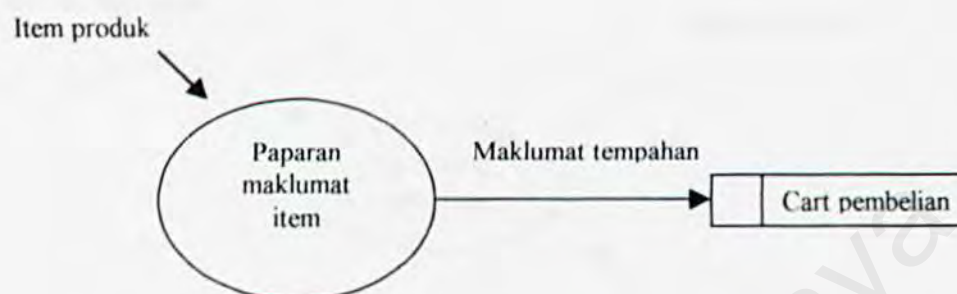 Item produk
Paparan
maklumat
item
Maklumat tempahan
Cart pembelian